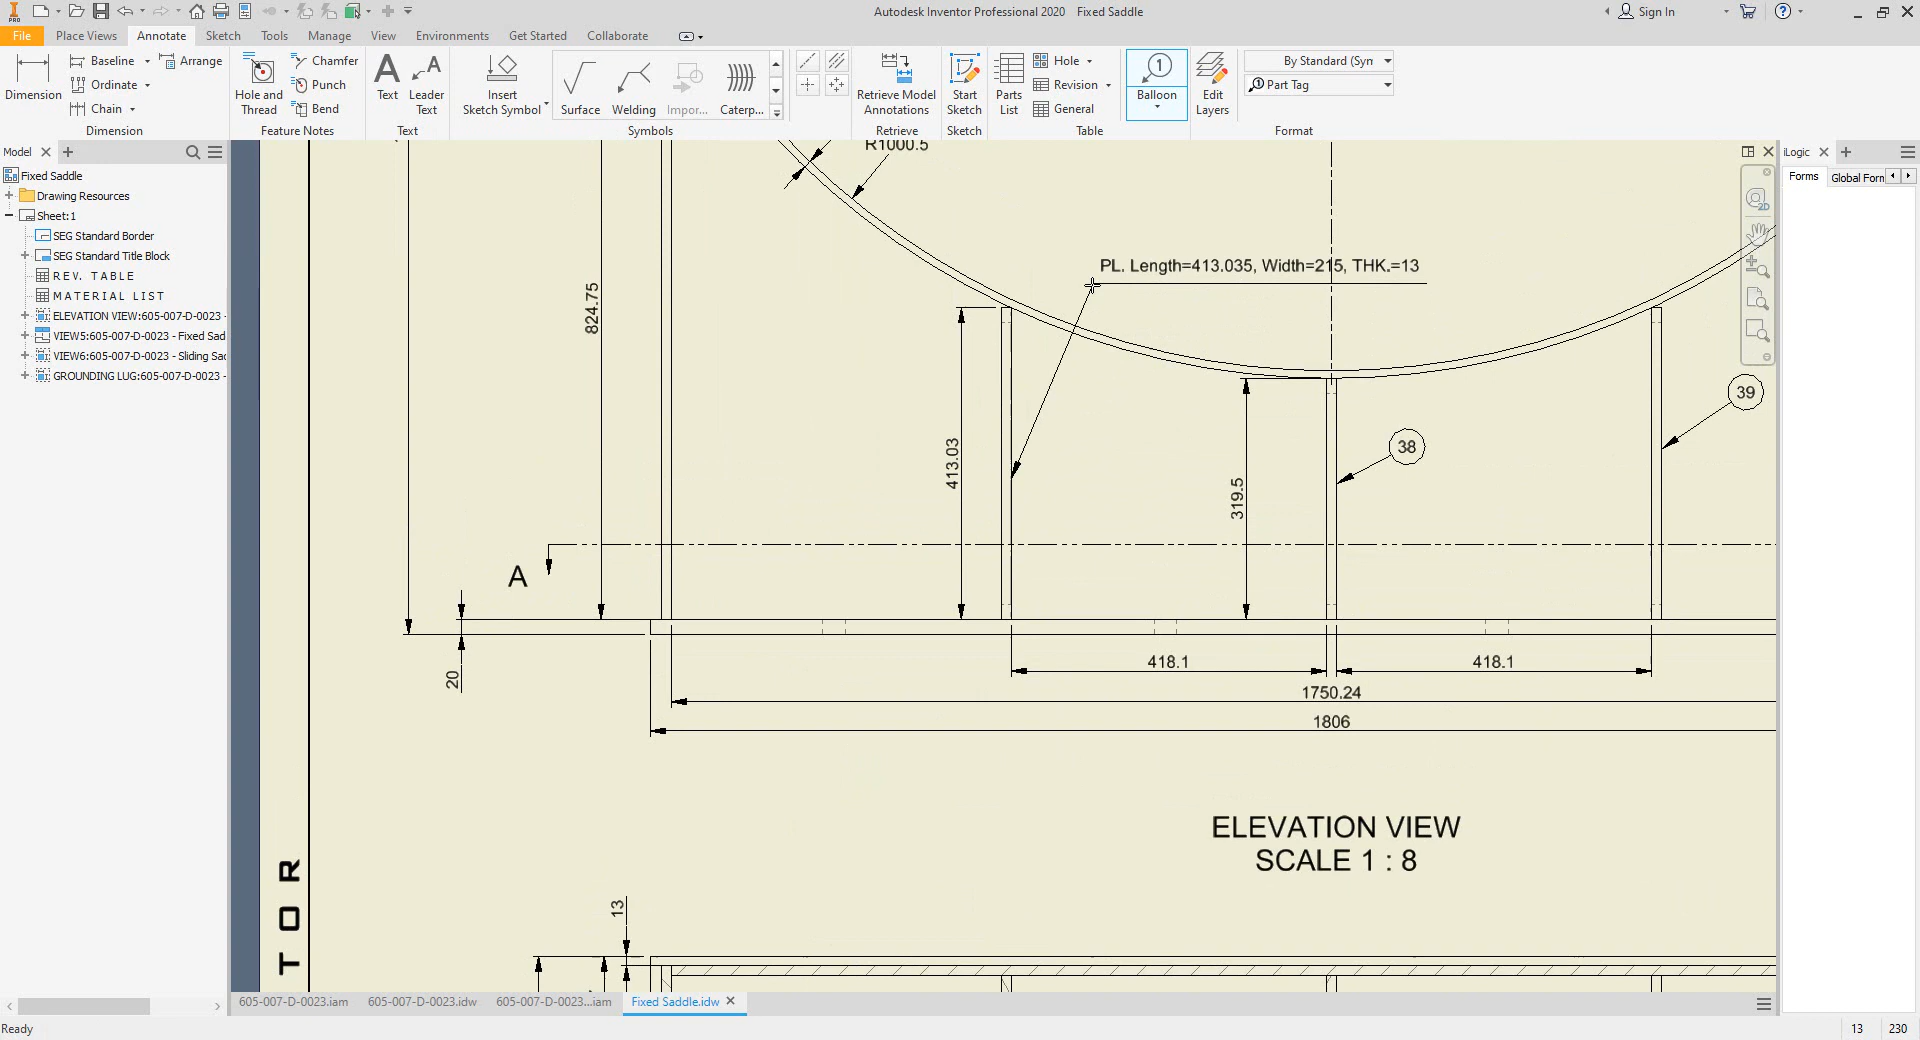 PRO
Autodesk Inventor Professional 2020 Fixed Saddle
Sign In
File Place Views Annotate Sketch Tools Manage View Environments Get Started Collaborate
Dimension
Baseline
Ordinate
Chain
Arrange
Dimension
Hole and
Thread
Chamfer
Punch
Bend
Feature Notes
Text
Leader
Text
Text
Insert
Sketch Symbol
Surface
Welding
Impor...
Caterp...
Symbols
Retrieve Model
Annotations
Retrieve
Start
Sketch
Sketch
Parts
List
Hole
Revision
General
Table
Balloon
Edit
Layers
By Standard (Syn
Part Tag
Format
Model
Fixed Saddle
Drawing Resources
Sheet:1
SEG Standard Border
SEG Standard Title Block
REV. TABLE
MATERIAL LIST
ELEVATION VIEW:605-007-D-0023 -
VIEW5:605-007-D-0023 - Fixed Sad
VIEW6:605-007-D-0023 - Sliding Sad
GROUNDING LUG:605-007-D-0023 -
R1000.5
PL. Length=413.035, Width=215, THK.=13
824.75
413.03
319.5
38
39
A
20
418.1
418.1
1750.24
1806
ELEVATION VIEW
SCALE 1 : 8
13
TOR
2D
iLogic
Forms Global Forn
605-007-D-0023.iam 605-007-D-0023.idw 605-007-D-0023...iam Fixed Saddle.idw
Ready
13 230